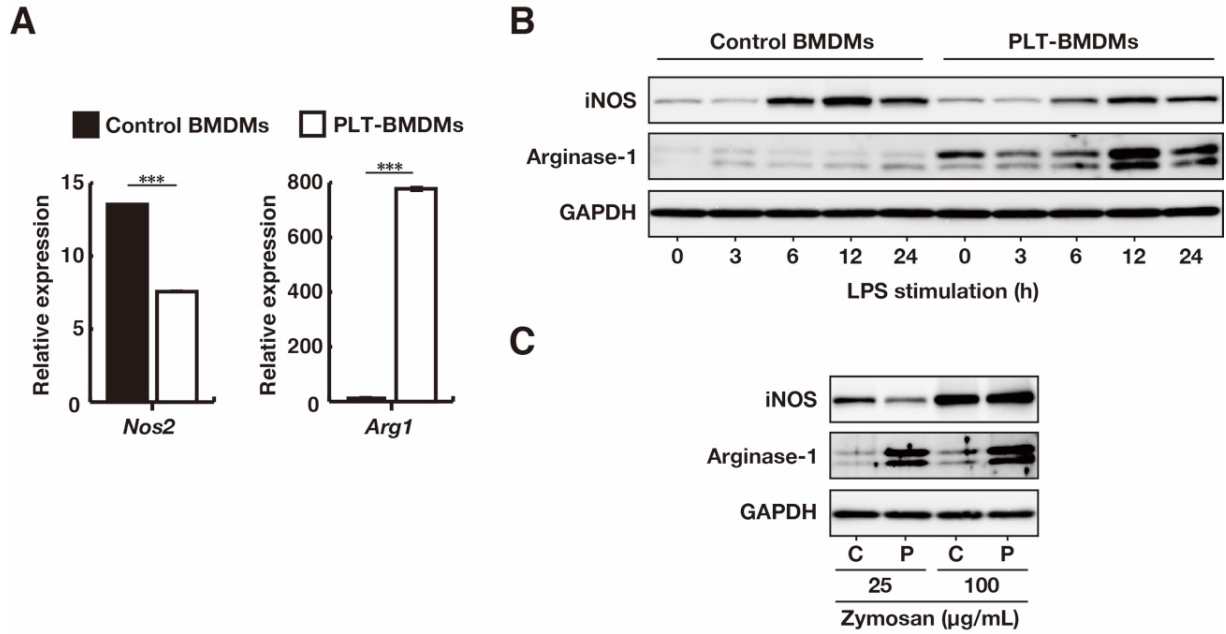 A
Control BMDMs PLT-BMDMs
***
***
Relative expression
15
10
5
0
Nos2
Relative expression
800
600
400
200
0
Arg1
B
Control BMDMs PLT-BMDMs
iNOS
Arginase-1
GAPDH
0 3 6 12 24 0 3 6 12 24
LPS stimulation (h)
C
iNOS
Arginase-1
GAPDH
C P C P
25 100
Zymosan (µg/mL)